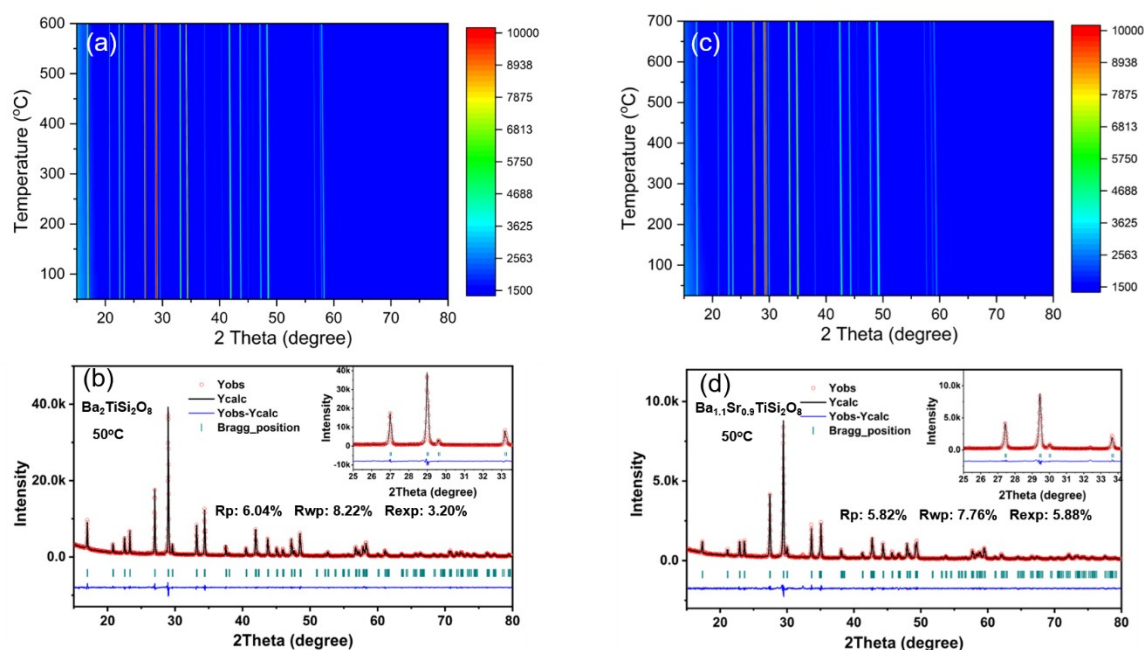 (a)
600
500
400
300
200
100
Temperature (°C)
20 30 40 50 60 70 80
2 Theta (degree)
10000
8938
7875
6813
5750
4688
3625
2563
1500
(c)
700
600
500
400
300
200
100
Temperature (°C)
20 30 40 50 60 70 80
2 Theta (degree)
10000
8938
7875
6813
5750
4688
3625
2563
1500
(b)
Ba₂TiSi₂O₈
50°C
Yobs
Ycalc
Yobs-Ycalc
Bragg_position
40.0k
20.0k
0.0
Intensity
Rp: 6.04% Rwp: 8.22% Rexp: 3.20%
20 30 40 50 60 70 80
2Theta (degree)
40k
30k
20k
10k
0
-10k
Intensity
25 26 27 28 29 30 31 32 33
2Theta (degree)
(d)
Ba₁.₁Sr₀.₉TiSi₂O₈
50°C
Yobs
Ycalc
Yobs-Ycalc
Bragg_position
10.0k
5.0k
0.0
Intensity
Rp: 5.82% Rwp: 7.76% Rexp: 5.88%
20 30 40 50 60 70 80
2Theta (degree)
10.0k
5.0k
0.0
Intensity
25 26 27 28 29 30 31 32 33 34
2Theta (degree)